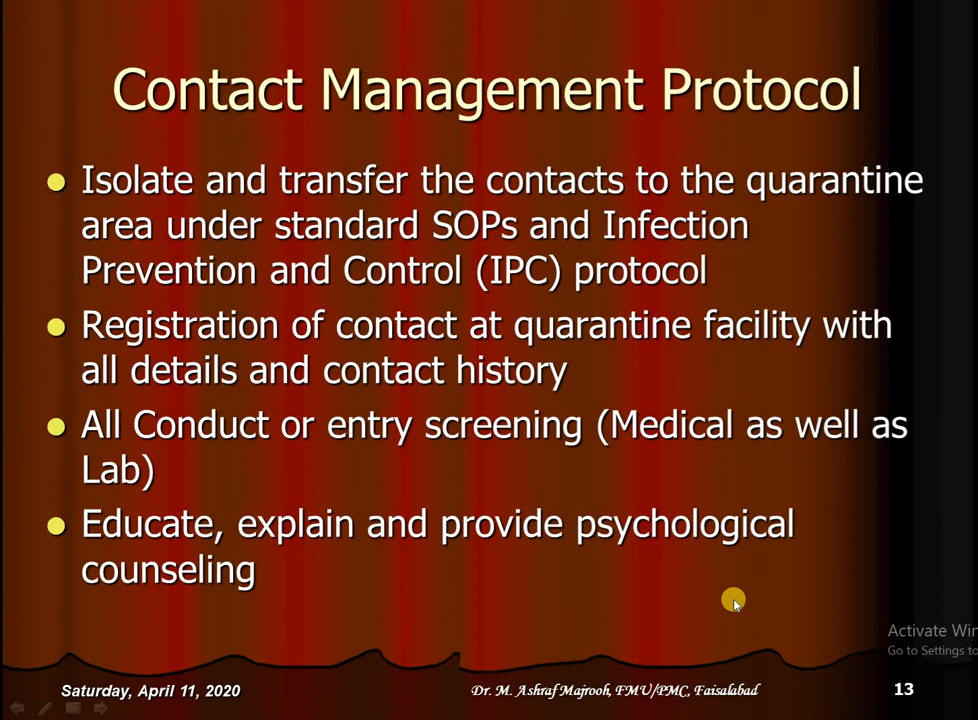 Contact Management Protocol
Isolate and transfer the contacts to the quarantine
area under standard SOPs and Infection
Prevention and Control (IPC) protocol
Registration of contact at quarantine facility with
all details and contact history
All Conduct or entry screening (Medical as well as
Lab)
Educate, explain and provide psychological
counseling
Activate Win
Go to Settings to
Saturday, April 11, 2020
Dr. M. Ashraf Majrooh, FMU/PMC, Faisalabad
13